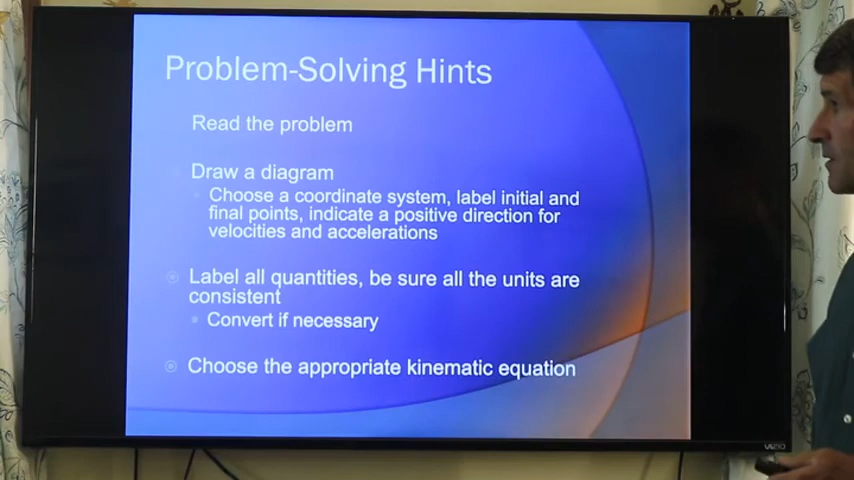 Problem-Solving Hints
Read the problem
Draw a diagram
Choose a coordinate system, label initial and
final points, indicate a positive direction for
velocities and accelerations
Label all quantities, be sure all the units are
consistent
Convert if necessary
Choose the appropriate kinematic equation
VIZIO